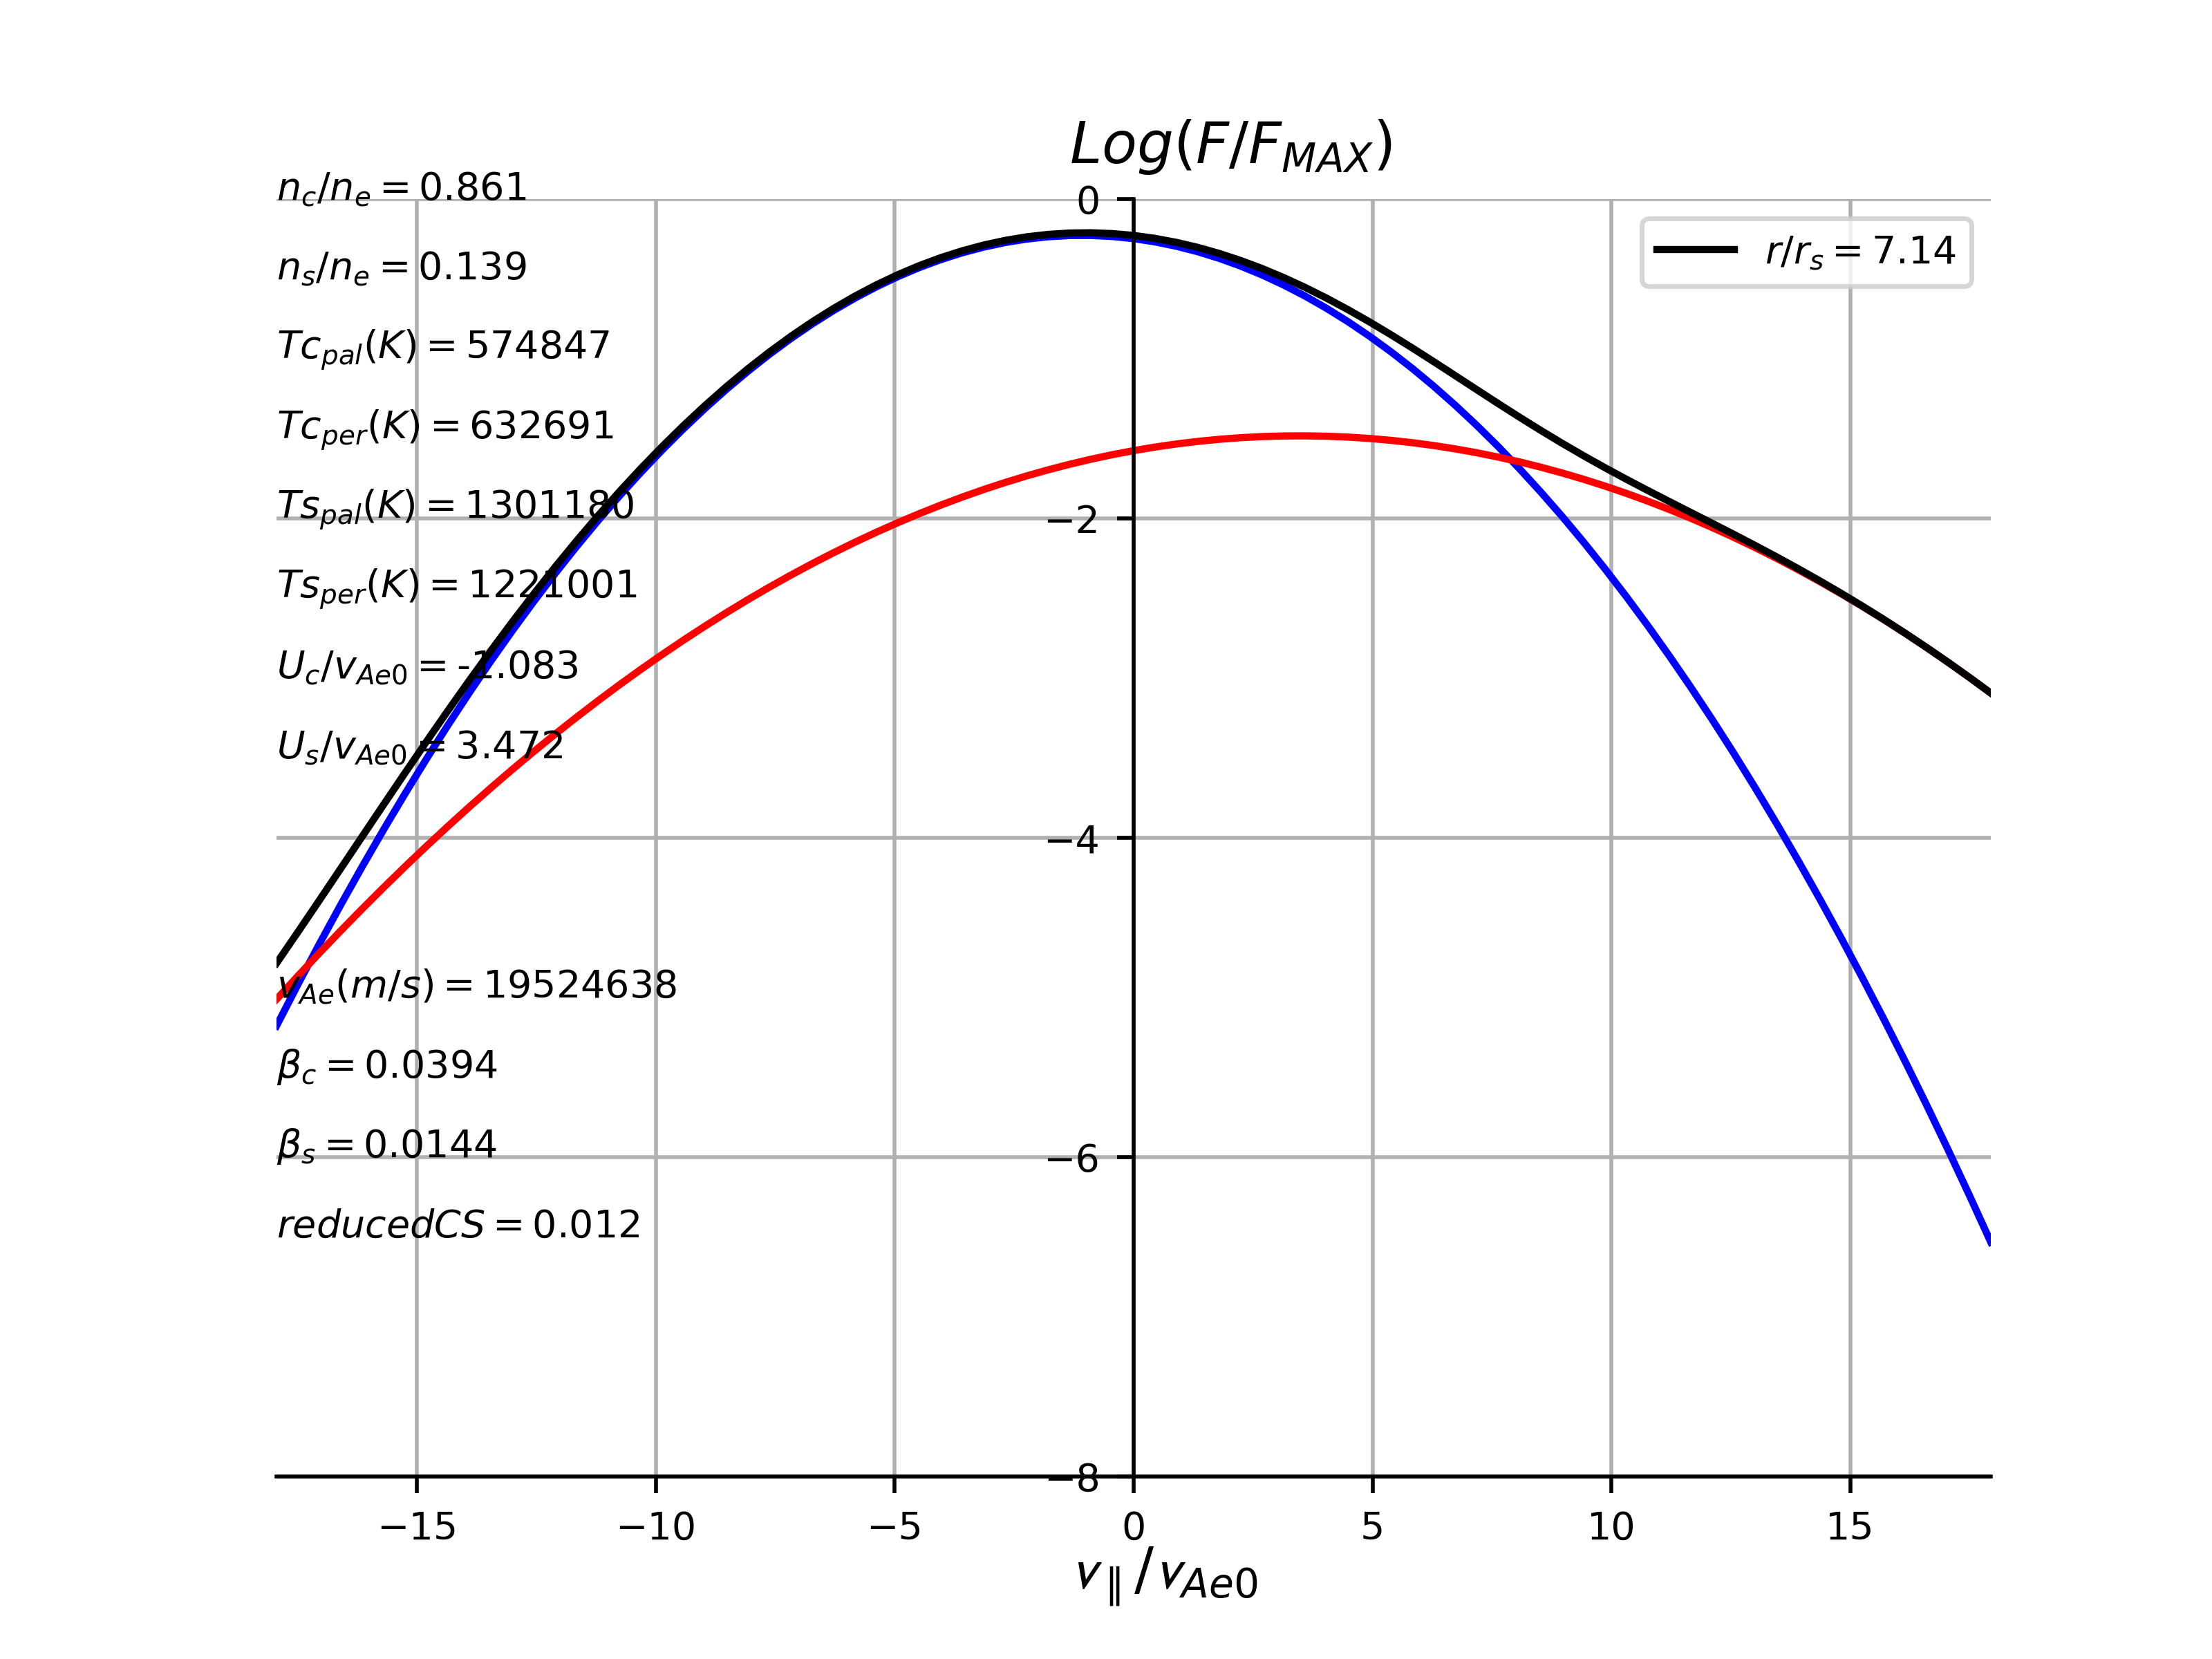 Log(F/F_MAX)
n_c/n_e = 0.861
n_s/n_e = 0.139
Tc_pal(K) = 574847
Tc_per(K) = 632691
Ts_pal(K) = 1301180
Ts_per(K) = 1221001
U_c/v_Ae0 = -1.083
U_s/v_Ae0 = 3.472
v_Ae(m/s) = 19524638
β_c = 0.0394
β_s = 0.0144
reducedCS = 0.012
r/r_s = 7.14
0
−2
−4
−6
−8
−15 −10 −5 0 5 10 15
v_∥/v_Ae0